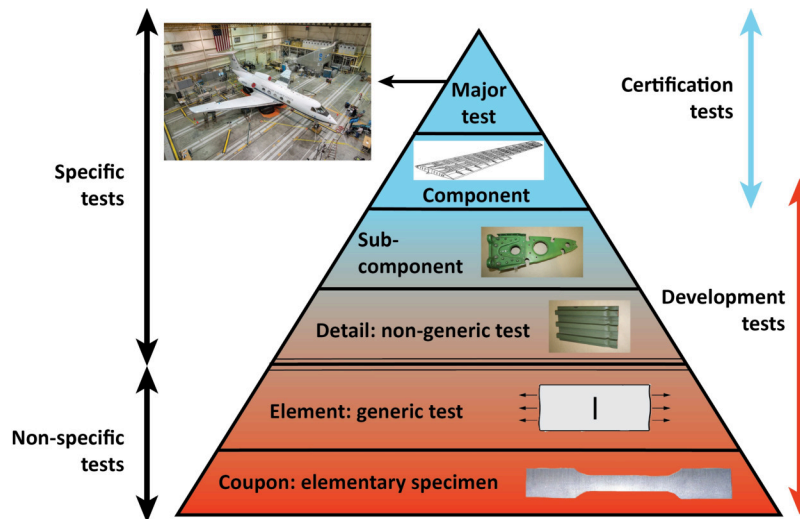 Major
test
Certification
tests
Specific
tests
Component
Sub-
component
Development
tests
Detail: non-generic test
Element: generic test
Non-specific
tests
Coupon: elementary specimen